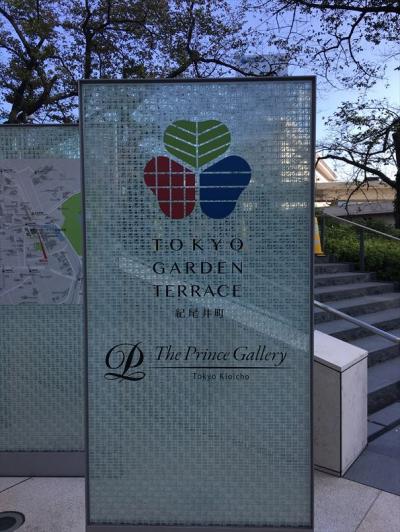 TOKYO
GARDEN
TERRACE
紀尾井町
The Prince Gallery
Tokyo Kioicho